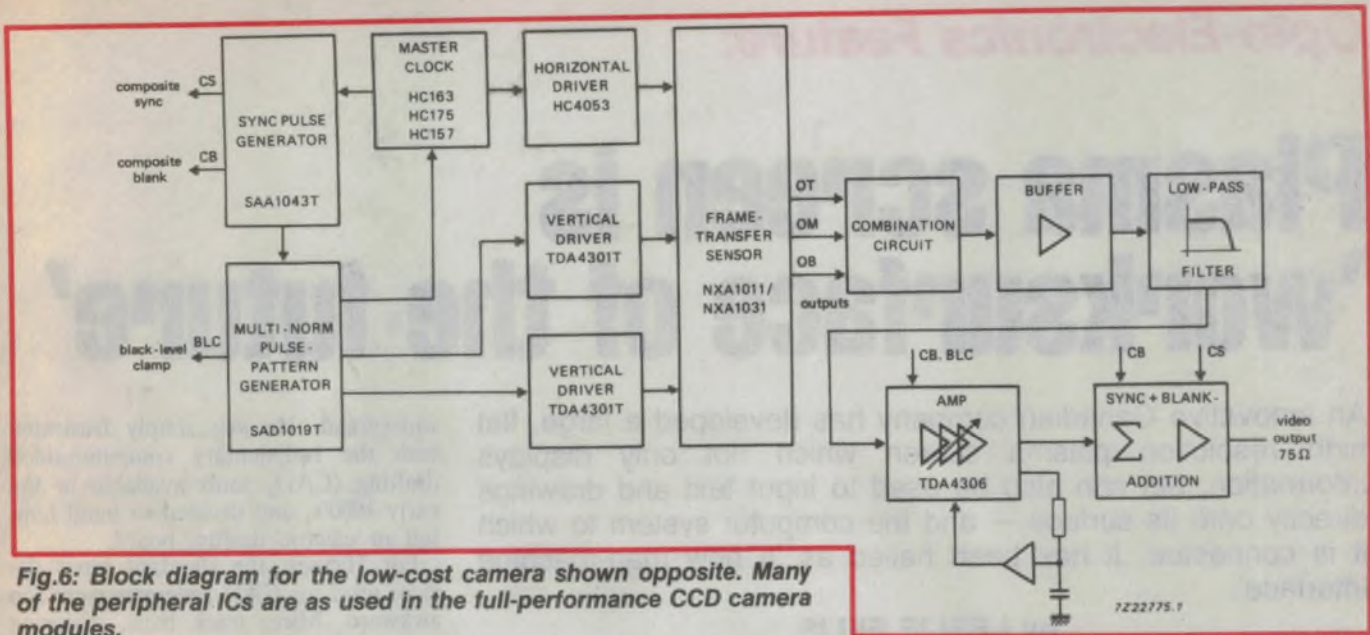 MASTER
CLOCK
HC163
HC175
HC157
HORIZONTAL
DRIVER
HC4053
composite
sync
CS
SYNC PULSE
GENERATOR
SAA1043T
composite
blank
CB
VERTICAL
DRIVER
TDA4301T
FRAME-
TRANSFER
SENSOR
NXA1011/
NXA1031
OT
OM
OB
outputs
COMBINATION
CIRCUIT
BUFFER
LOW-PASS
FILTER
black-level
clamp
BLC
MULTI-NORM
PULSE-
PATTERN
GENERATOR
SAD1019T
VERTICAL
DRIVER
TDA4301T
CB, BLC
AMP
TDA4306
CB
CS
SYNC + BLANK-
Σ
ADDITION
video
output
75Ω
7Z22775.1
Fig.6: Block diagram for the low-cost camera shown opposite. Many
of the peripheral ICs are as used in the full-performance CCD camera
modules.